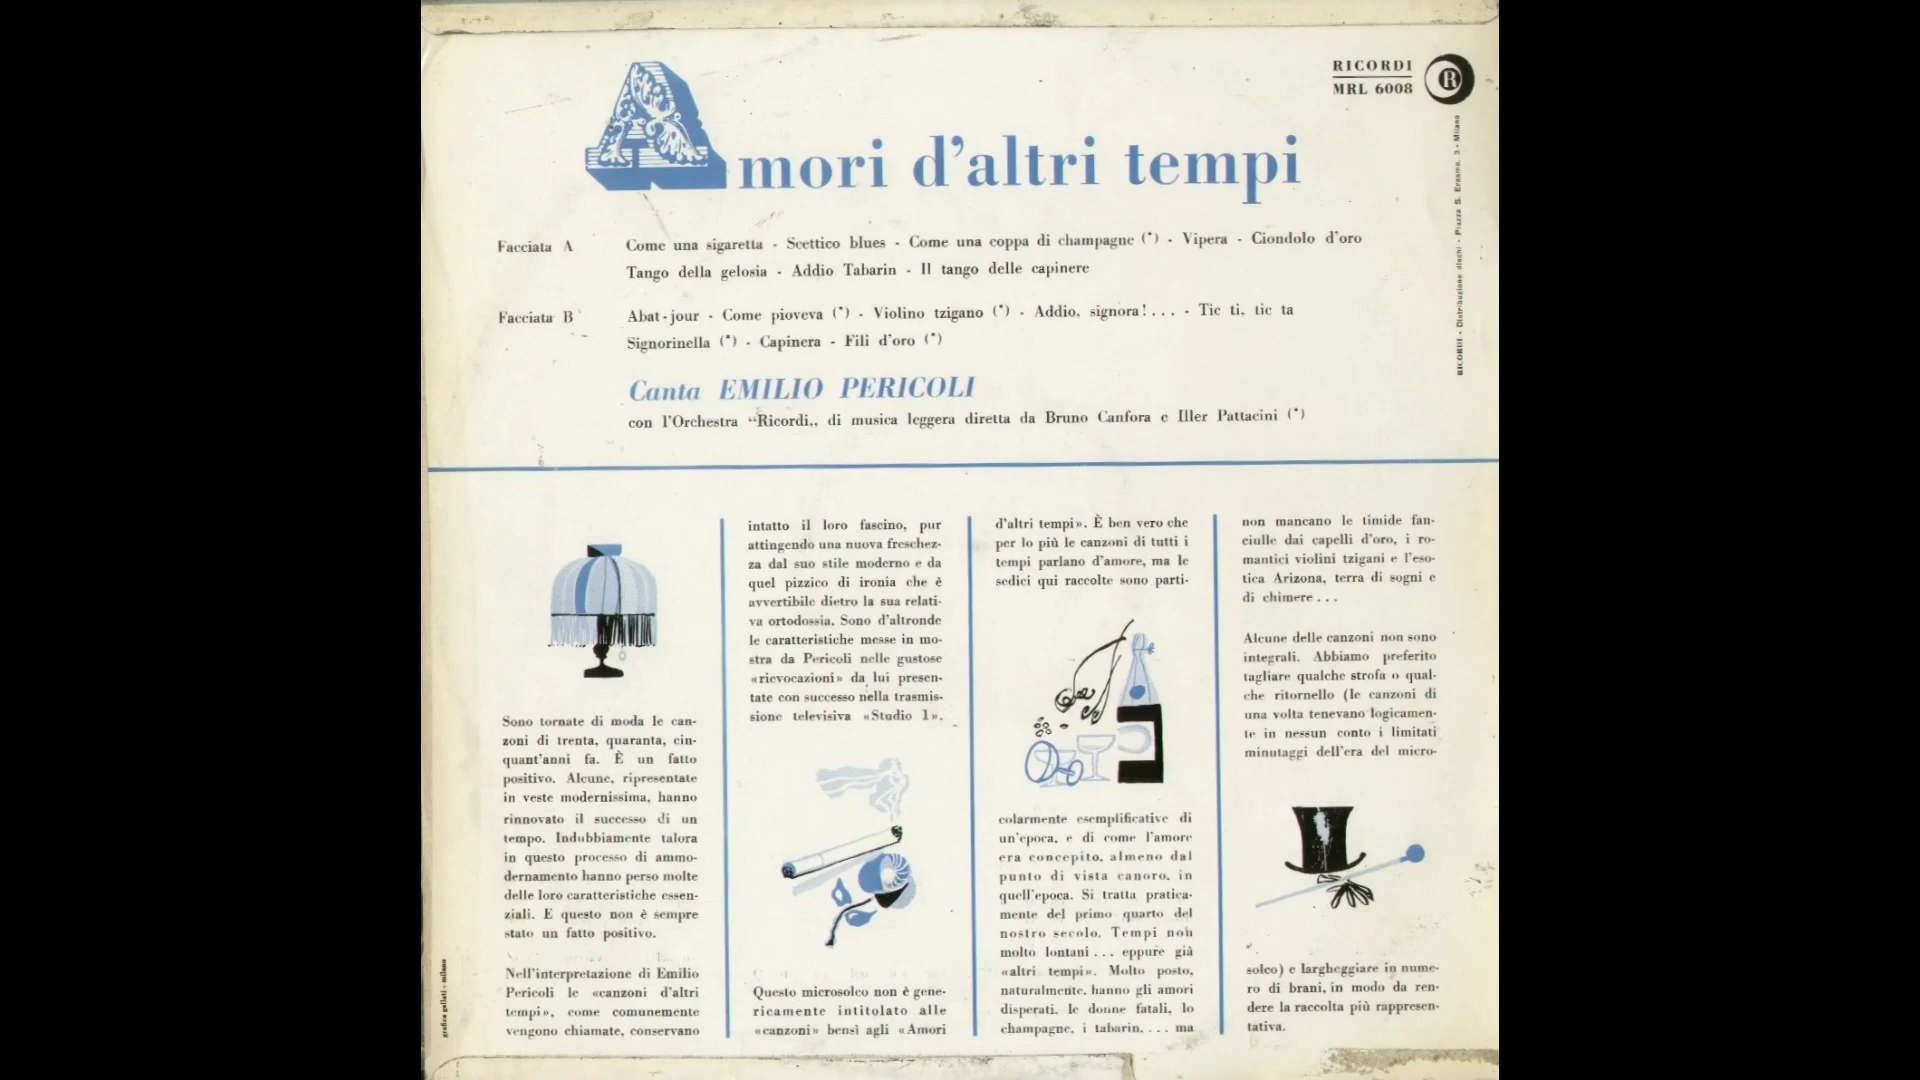 RICORDI
MRL 6008
R
Amori d'altri tempi
Facciata A
Come una sigaretta - Scettico blues - Come una coppa di champagne (*) - Vipera - Ciondolo d'oro
Tango della gelosia - Addio Tabarin - Il tango delle capinere
Facciata B
Abat-jour - Come pioveva (*) - Violino tzigano (*) - Addio, signora!... - Tic ti, tic ta
Signorinella (*) - Capinera - Fili d'oro (*)
Canta EMILIO PERICOLI
con l'Orchestra “Ricordi„ di musica leggera diretta da Bruno Canfora e Iller Pattacini (*)
RICORDI - Distribuzione dischi - Piazza S. Erasmo, 3 - Milano
Sono tornate di moda le can-
zoni di trenta, quaranta, cin-
quant'anni fa. È un fatto
positivo. Alcune, ripresentate
in veste modernissima, hanno
rinnovato il successo di un
tempo. Indubbiamente talora
in questo processo di ammo-
dernamento hanno perso molte
delle loro caratteristiche essen-
ziali. E questo non è sempre
stato un fatto positivo.
Nell'interpretazione di Emilio
Pericoli le «canzoni d'altri
tempi», come comunemente
vengono chiamate, conservano
intatto il loro fascino, pur
attingendo una nuova freschez-
za dal suo stile moderno e da
quel pizzico di ironia che è
avvertibile dietro la sua relati-
va ortodossia. Sono d'altronde
le caratteristiche messe in mo-
stra da Pericoli nelle gustose
«rievocazioni» da lui presen-
tate con successo nella trasmis-
sione televisiva «Studio 1».
Questo microsolco non è gene-
ricamente intitolato alle
«canzoni» bensì agli «Amori
d'altri tempi». È ben vero che
per lo più le canzoni di tutti i
tempi parlano d'amore, ma le
sedici qui raccolte sono parti-
colarmente esemplificative di
un'epoca, e di come l'amore
era concepito, almeno dal
punto di vista canoro, in
quell'epoca. Si tratta pratica-
mente del primo quarto del
nostro secolo. Tempi non
molto lontani... eppure già
«altri tempi». Molto posto,
naturalmente, hanno gli amori
disperati, le donne fatali, lo
champagne, i tabarin,... ma
non mancano le timide fan-
ciulle dai capelli d'oro, i ro-
mantici violini tzigani e l'eso-
tica Arizona, terra di sogni e
di chimere...
Alcune delle canzoni non sono
integrali. Abbiamo preferito
tagliare qualche strofa o qual-
che ritornello (le canzoni di
una volta tenevano logicamen-
te in nessun conto i limitati
minutaggi dell'era del micro-
solco) e largheggiare in nume-
ro di brani, in modo da ren-
dere la raccolta più rappresen-
tativa.
grafica gallati - milano